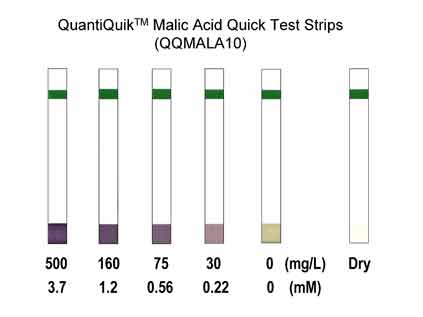 QuantiQuik™ Malic Acid Quick Test Strips
(QQMALA10)
500 160 75 30 0 (mg/L) Dry
3.7 1.2 0.56 0.22 0 (mM)